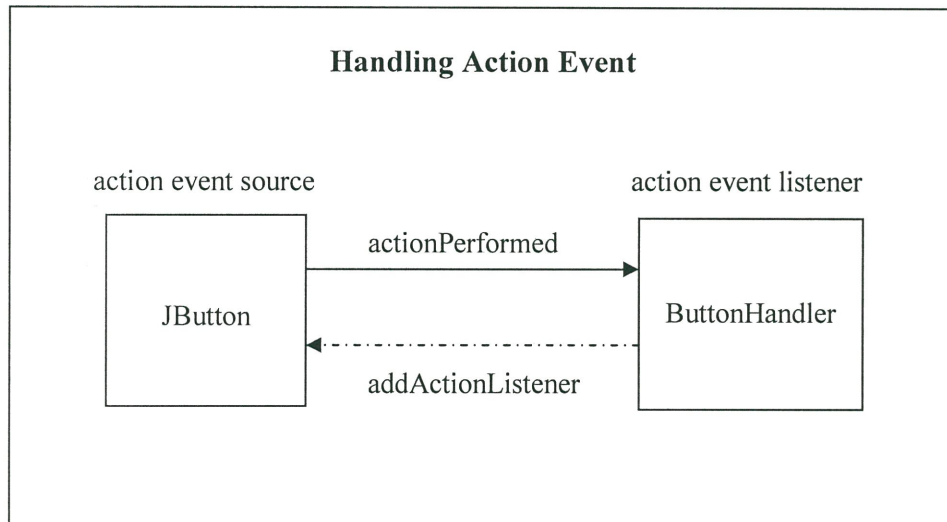 Handling Action Event
action event source
action event listener
actionPerformed
JButton
ButtonHandler
addActionListener